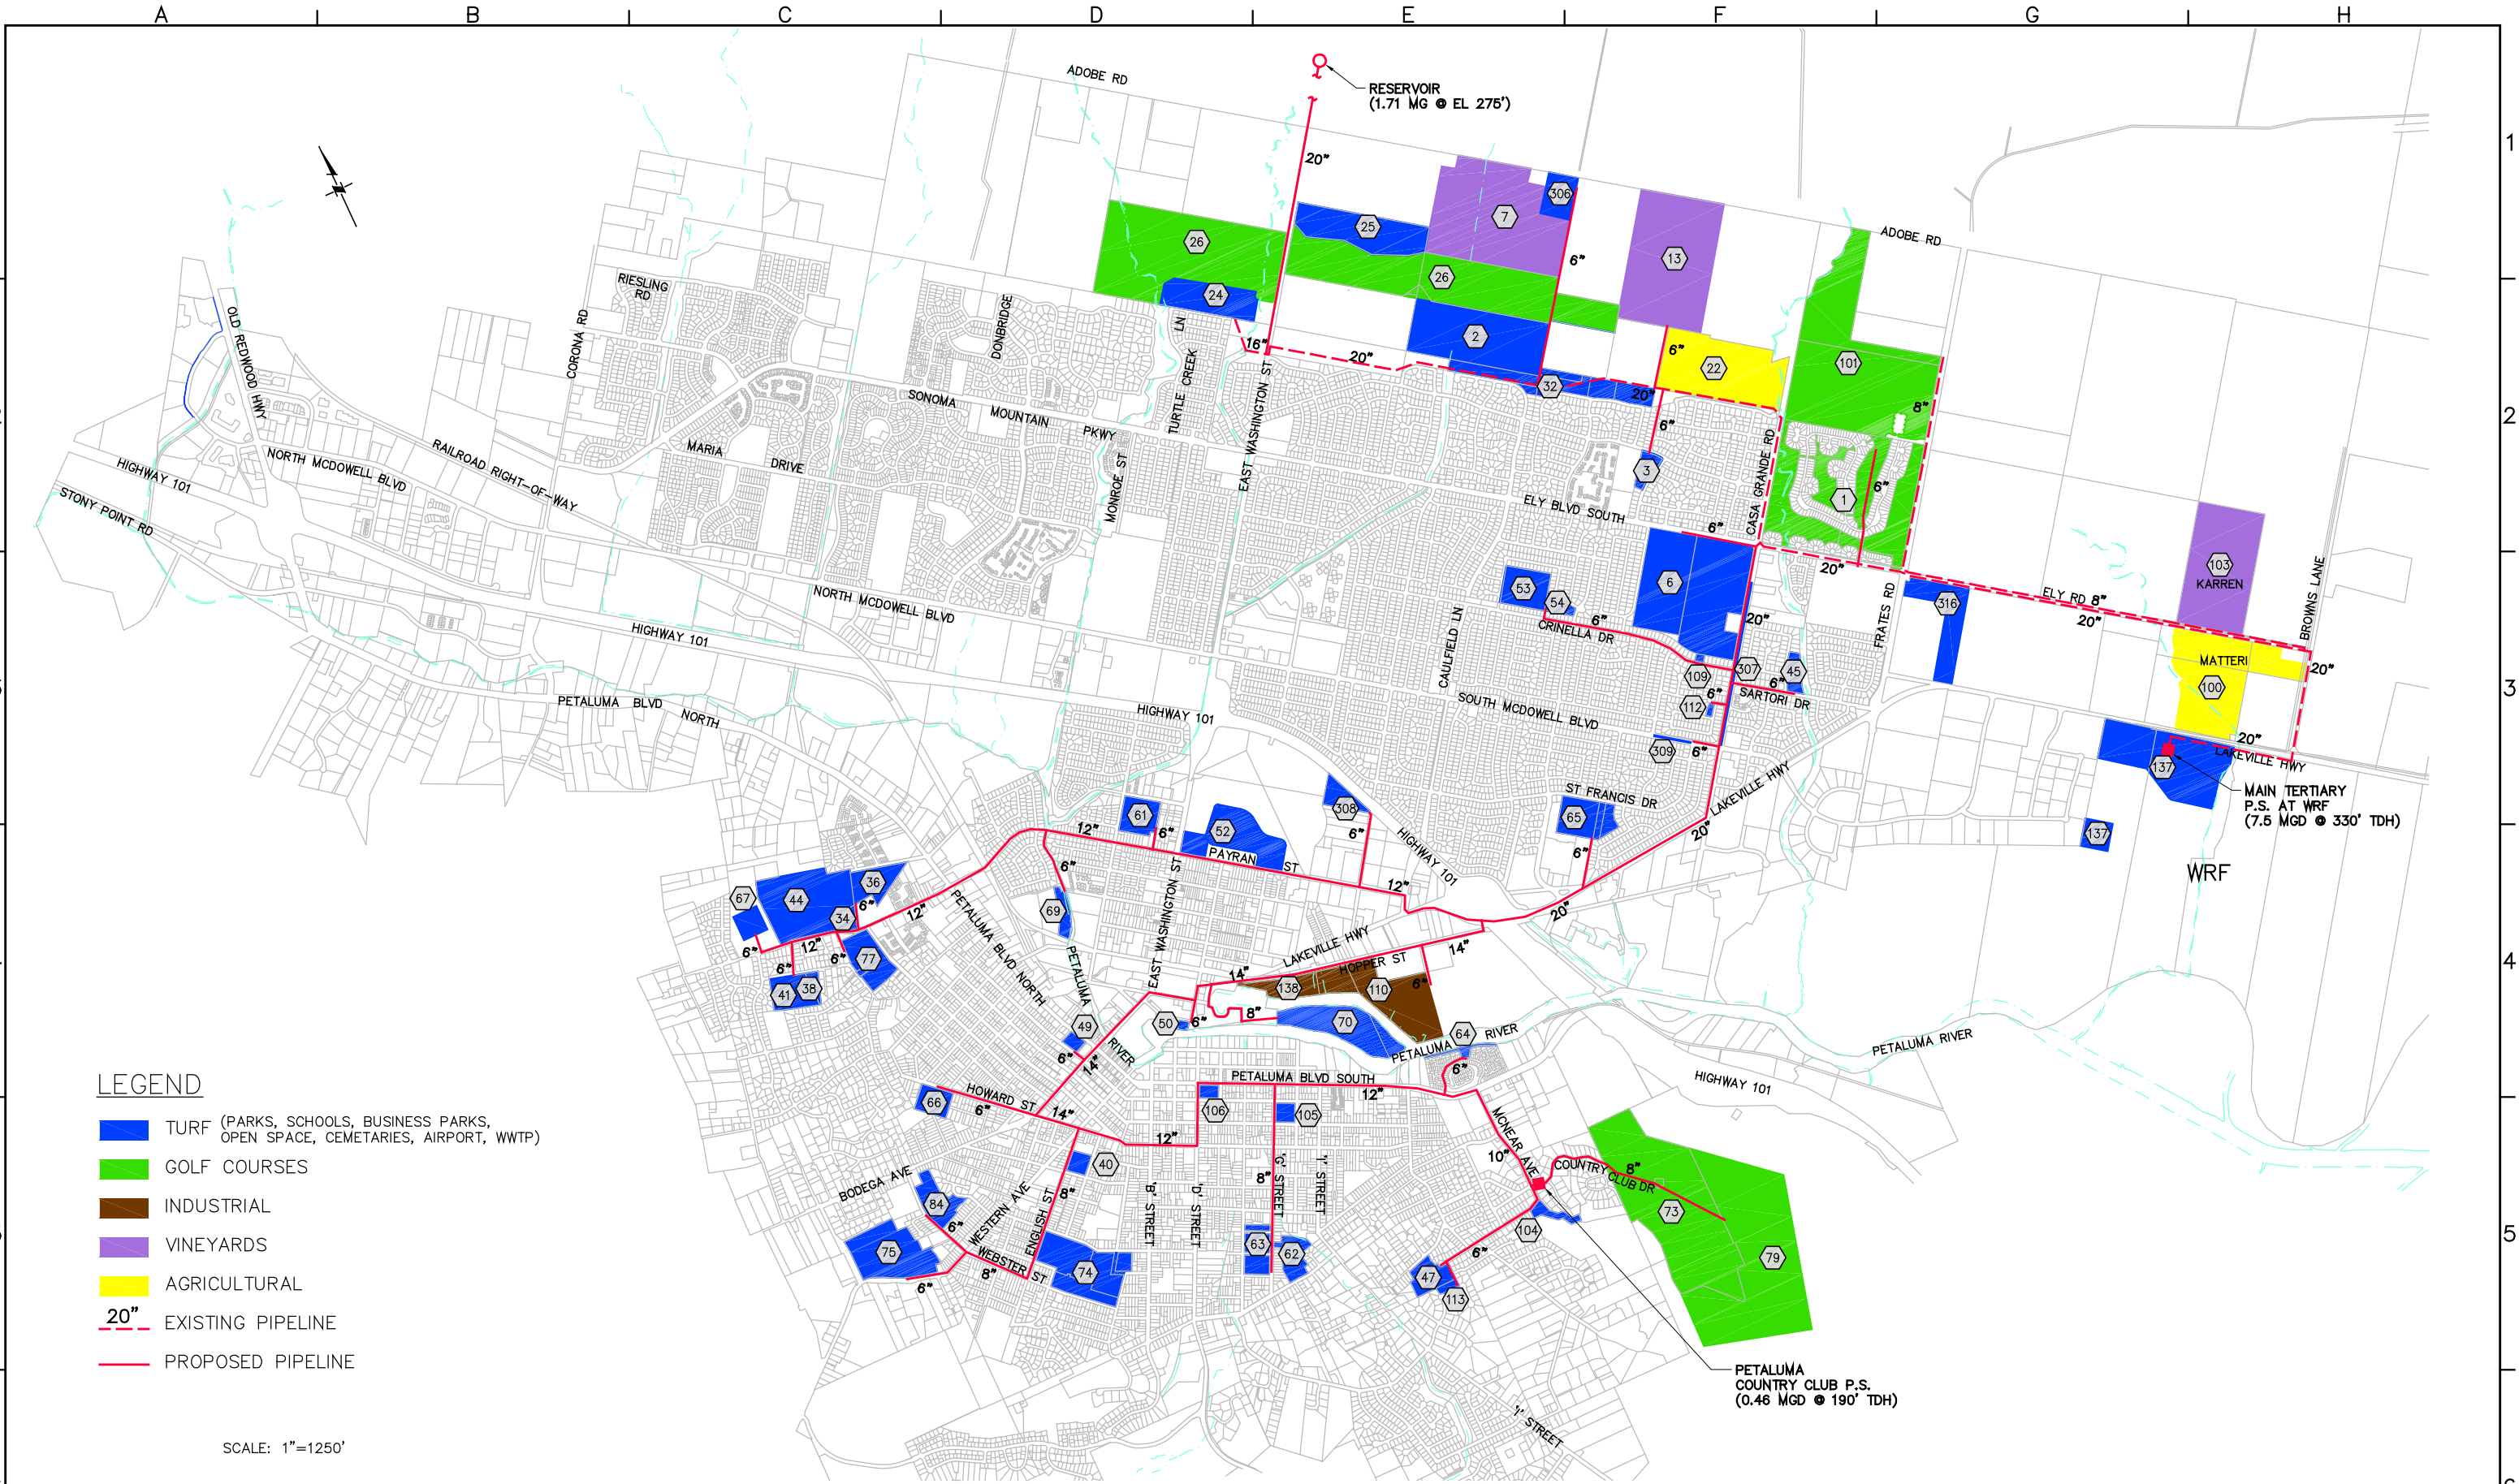 A B C D E F G H
1
2
3
4
5
ADOBE RD
RESERVOIR
(1.71 MG @ EL 275')
20"
306
7
25
26
13
6"
ADOBE RD
26
24
2
RIESLING
RD
CORONA RD
DONBRIDGE
TURTLE CREEK LN
16"
20"
32
20"
6"
22
101
8"
OLD REDWOOD HWY
SONOMA MOUNTAIN PKWY
MARIA DRIVE
MONROE ST
EAST WASHINGTON ST
6"
3
ELY BLVD SOUTH
CASA GRANDE RD
1
6"
6"
20"
HIGHWAY 101
STONY POINT RD
NORTH MCDOWELL BLVD
RAILROAD RIGHT-OF-WAY
103
KARREN
BROWNS LANE
ELY RD 8"
20"
MATTERI
100
20"
FRATES RD
316
53
54
6
6"
CRINELLA DR
20"
NORTH MCDOWELL BLVD
HIGHWAY 101
PETALUMA BLVD NORTH
HIGHWAY 101
CAULFIELD LN
SOUTH MCDOWELL BLVD
109
307
45
6"
6"
SARTORI DR
112
309
6"
137
20"
LAKEVILLE HWY
MAIN TERTIARY
P.S. AT WRF
(7.5 MGD @ 330' TDH)
137
WRF
61
6"
12"
52
PAYRAN ST
308
6"
HIGHWAY 101
ST FRANCIS DR
65
6"
20"
LAKEVILLE HWY
12"
20"
67
44
36
34
6"
12"
6"
12"
6"
6"
77
41
38
6"
69
PETALUMA BLVD NORTH
PETALUMA RIVER
EAST WASHINGTON ST
LAKEVILLE HWY
14"
14"
HOPPER ST
138
110
6"
70
64
PETALUMA RIVER
PETALUMA RIVER
49
50
6"
8"
6"
14"
6"
66
HOWARD ST
6"
14"
12"
PETALUMA BLVD SOUTH
12"
106
105
HIGHWAY 101
MCNEAR AVE
10"
COUNTRY CLUB DR
8"
73
79
40
8"
8"
'G' STREET
'I' STREET
'B' STREET
'D' STREET
BODEGA AVE
WESTERN AVE
ENGLISH ST
84
6"
75
6"
8"
WEBSTER ST
74
63
62
104
6"
47
113
PETALUMA
COUNTRY CLUB P.S.
(0.46 MGD @ 190' TDH)
'I' STREET
LEGEND
TURF (PARKS, SCHOOLS, BUSINESS PARKS,
OPEN SPACE, CEMETARIES, AIRPORT, WWTP)
GOLF COURSES
INDUSTRIAL
VINEYARDS
AGRICULTURAL
20" EXISTING PIPELINE
PROPOSED PIPELINE
SCALE: 1"=1250'